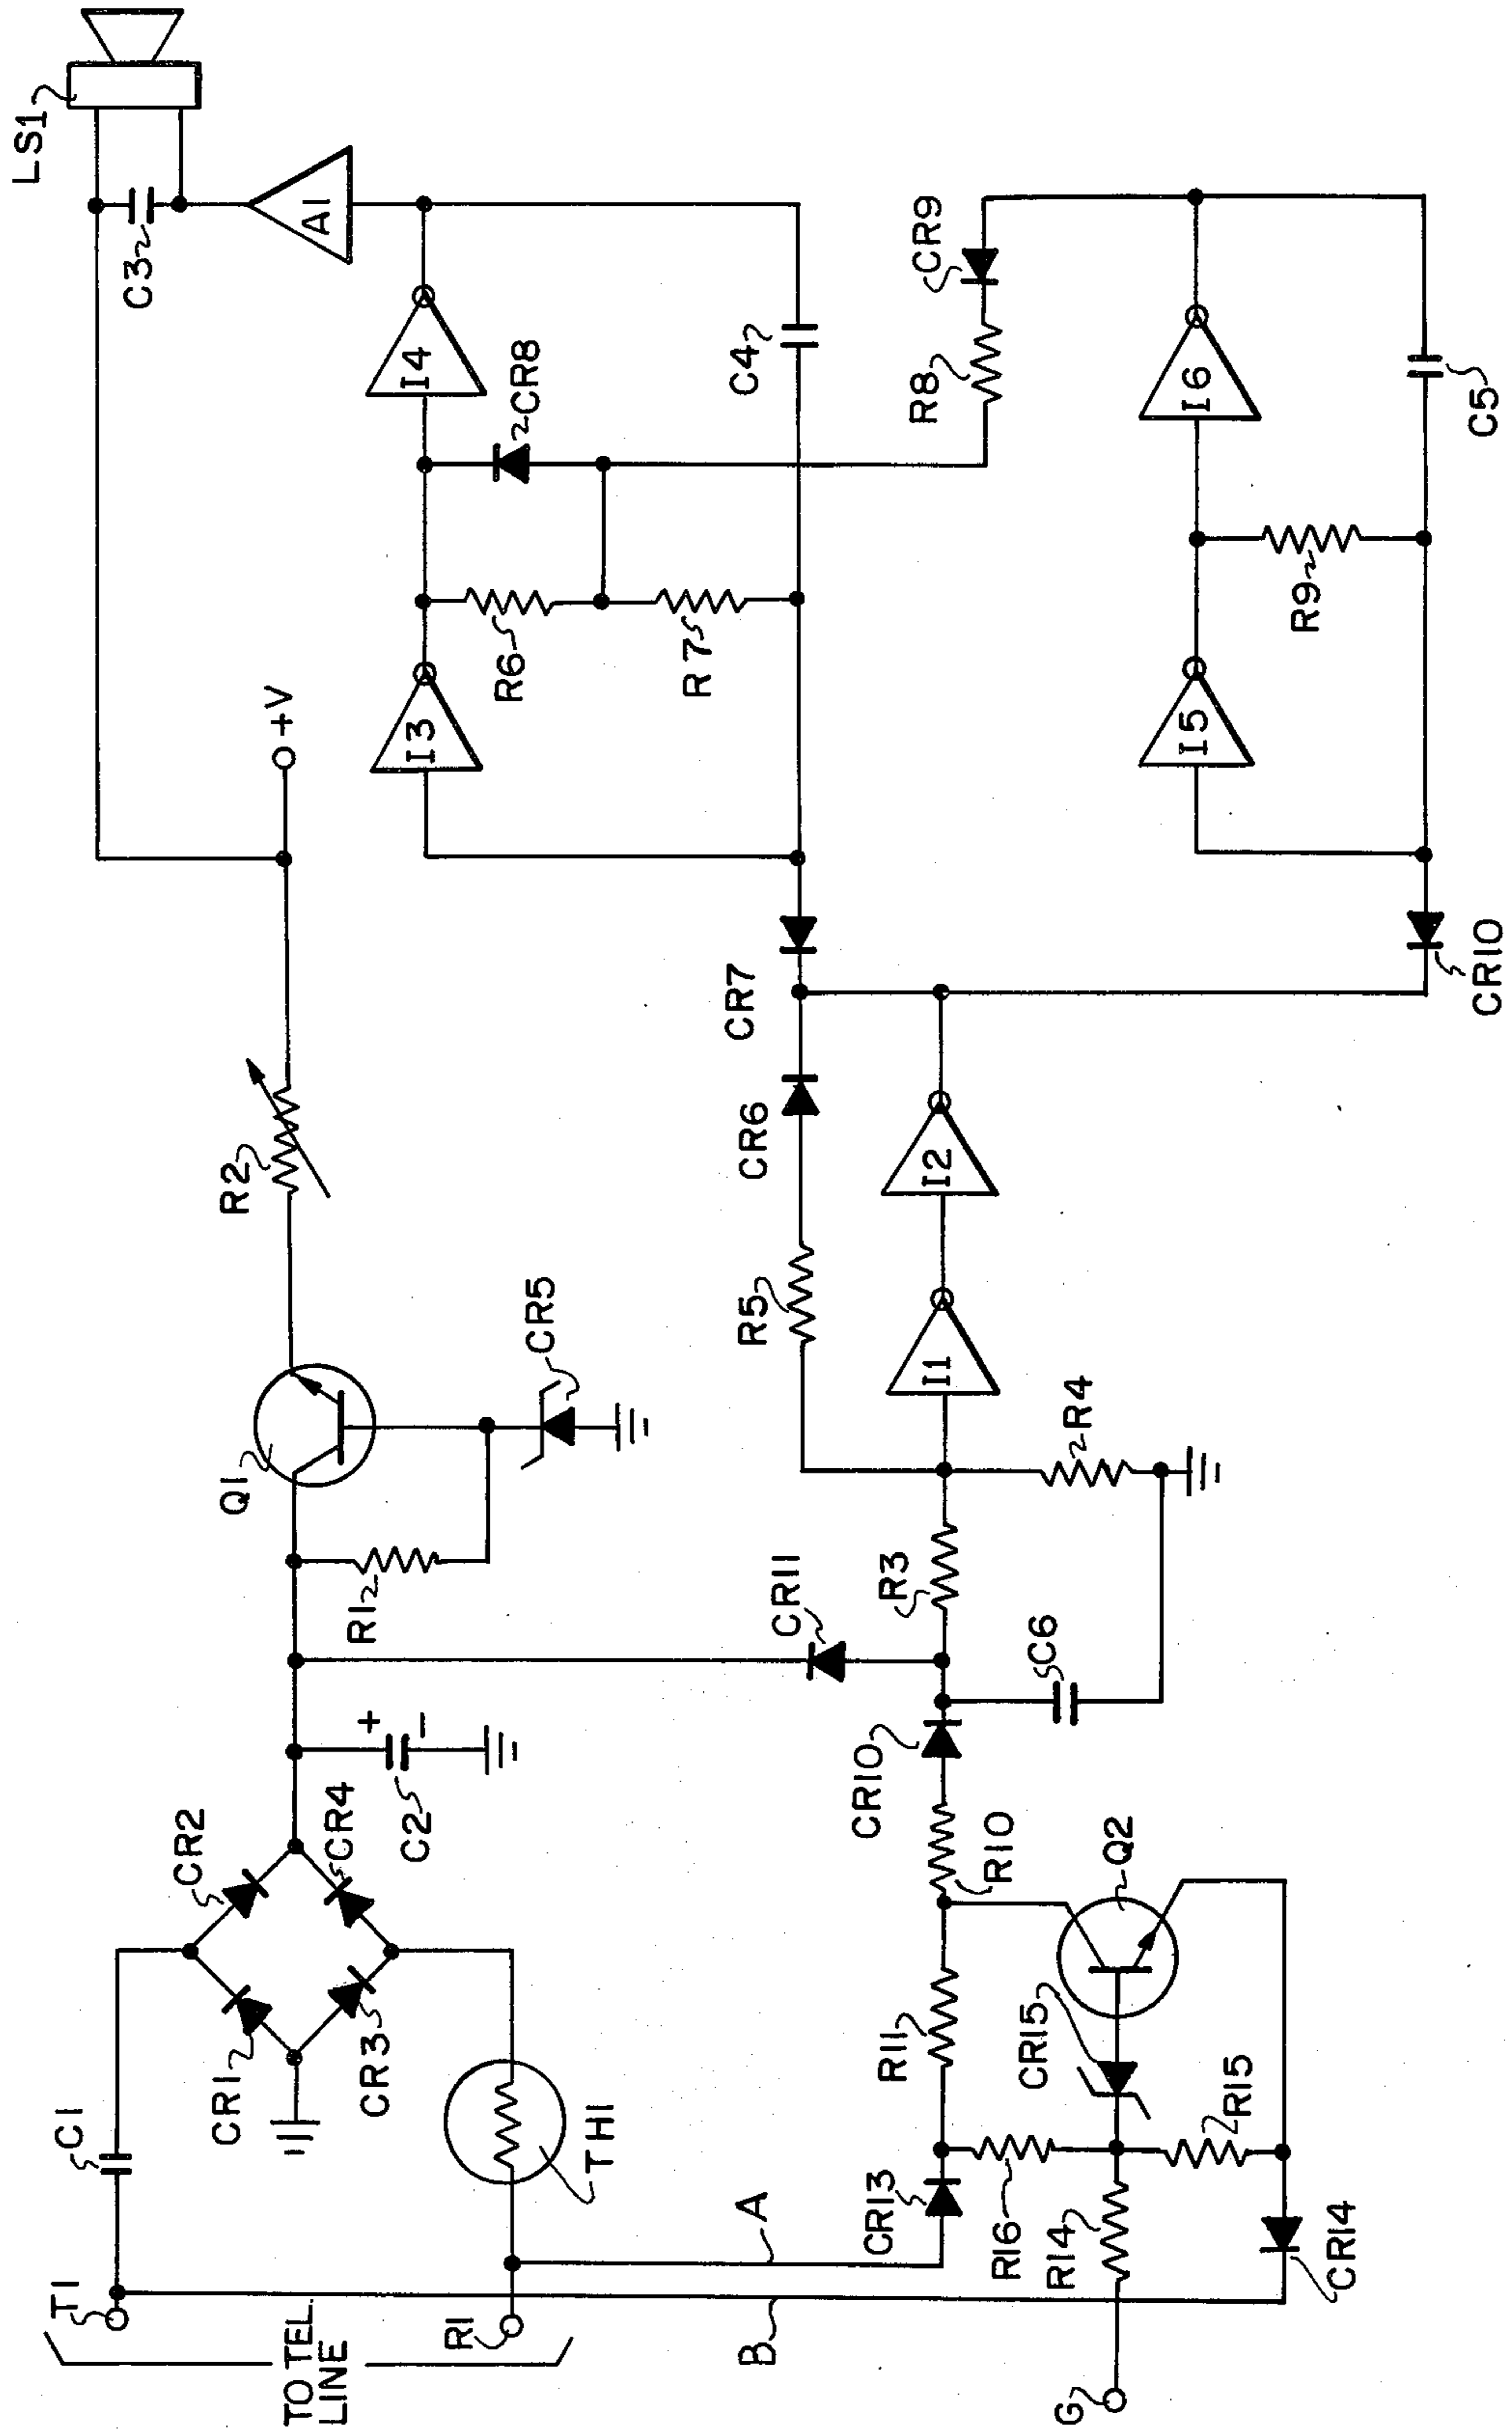 LS1
C3
A1
+V
I4
CR8
C4
I3
R6
R7
CR9
R8
I6
C5
I5
R9
R2
CR7
CR10
CR6
I2
R5
I1
Q1
CR5
R4
R1
CR11
R3
C6
CR2
CR4
C2
CR10
R10
Q2
C1
CR1
CR3
TH1
R11
CR15
R15
CR13
R16
R14
CR14
A
B
T1
TO TEL.
LINE
R1
G